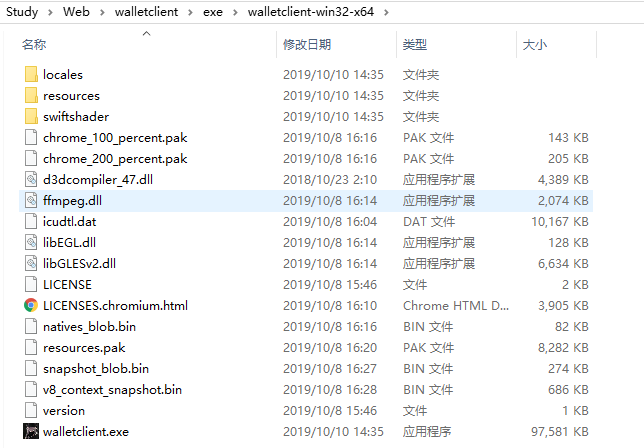 Study > Web > walletclient > exe > walletclient-win32-x64 >
名称 修改日期 类型 大小
locales 2019/10/10 14:35 文件夹
resources 2019/10/10 14:35 文件夹
swiftshader 2019/10/10 14:35 文件夹
chrome_100_percent.pak 2019/10/8 16:16 PAK 文件 143 KB
chrome_200_percent.pak 2019/10/8 16:16 PAK 文件 205 KB
d3dcompiler_47.dll 2018/10/23 2:10 应用程序扩展 4,389 KB
ffmpeg.dll 2019/10/8 16:14 应用程序扩展 2,074 KB
icudtl.dat 2019/10/8 16:04 DAT 文件 10,167 KB
libEGL.dll 2019/10/8 16:14 应用程序扩展 128 KB
libGLESv2.dll 2019/10/8 16:14 应用程序扩展 6,634 KB
LICENSE 2019/10/8 15:46 文件 2 KB
LICENSES.chromium.html 2019/10/8 16:10 Chrome HTML D... 3,905 KB
natives_blob.bin 2019/10/8 16:16 BIN 文件 82 KB
resources.pak 2019/10/8 16:20 PAK 文件 8,282 KB
snapshot_blob.bin 2019/10/8 16:27 BIN 文件 274 KB
v8_context_snapshot.bin 2019/10/8 16:28 BIN 文件 686 KB
version 2019/10/8 15:46 文件 1 KB
walletclient.exe 2019/10/10 14:35 应用程序 97,581 KB